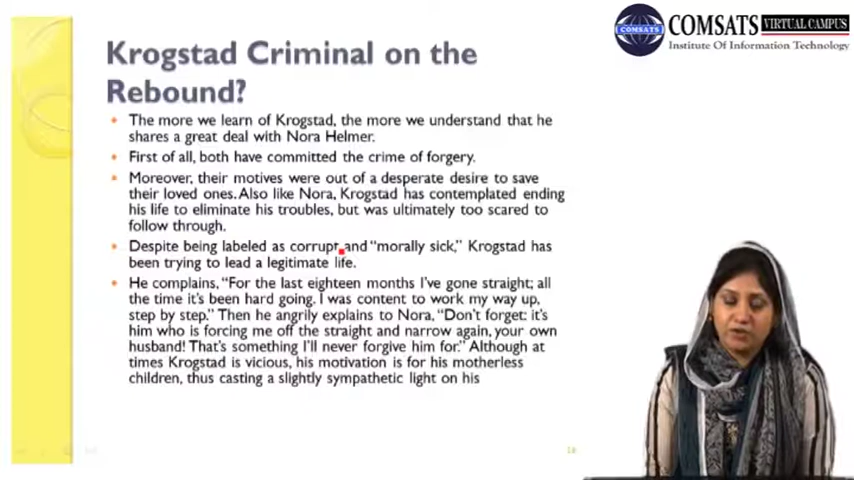 COMSATS VIRTUAL CAMPUS
Institute Of Information Technology
COMSATS
Krogstad Criminal on the
Rebound?
The more we learn of Krogstad, the more we understand that he
shares a great deal with Nora Helmer.
First of all, both have committed the crime of forgery.
Moreover, their motives were out of a desperate desire to save
their loved ones. Also like Nora, Krogstad has contemplated ending
his life to eliminate his troubles, but was ultimately too scared to
follow through.
Despite being labeled as corrupt and “morally sick,” Krogstad has
been trying to lead a legitimate life.
He complains, “For the last eighteen months I’ve gone straight; all
the time it’s been hard going. I was content to work my way up,
step by step.” Then he angrily explains to Nora, “Don’t forget: it’s
him who is forcing me off the straight and narrow again, your own
husband! That’s something I’ll never forgive him for.” Although at
times Krogstad is vicious, his motivation is for his motherless
children, thus casting a slightly sympathetic light on his
18